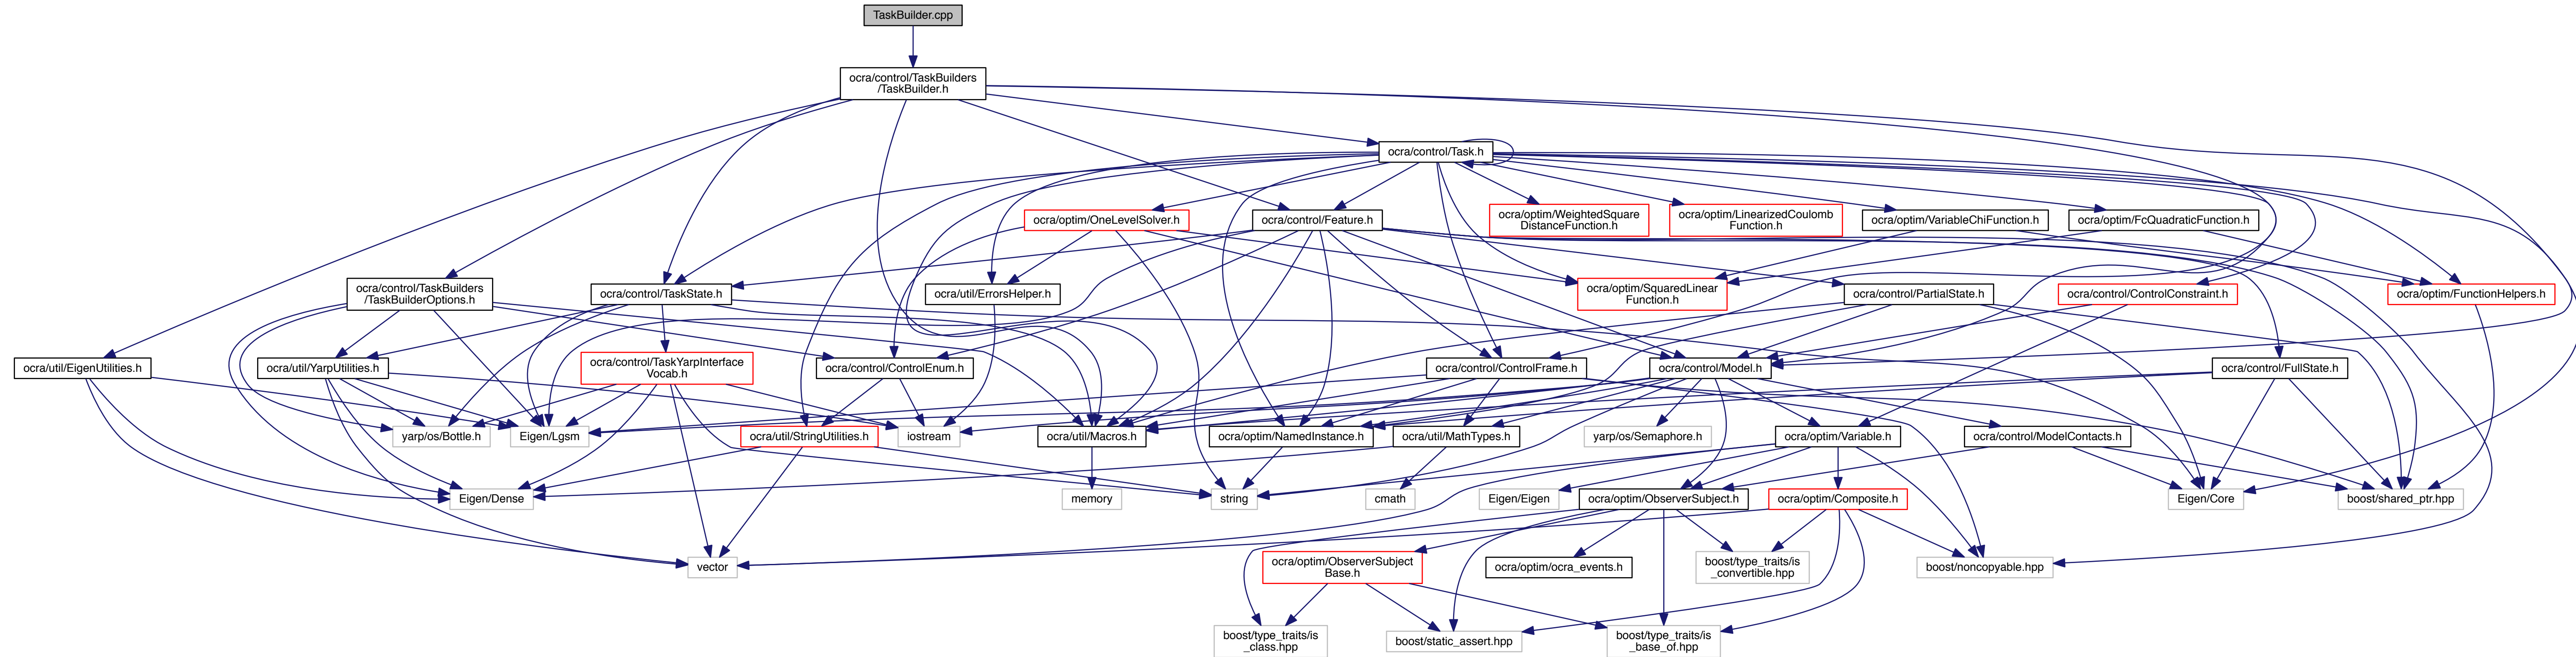 TaskBuilder.cpp
ocra/control/TaskBuilders
/TaskBuilder.h
ocra/control/Task.h
ocra/optim/OneLevelSolver.h
ocra/control/Feature.h
ocra/optim/WeightedSquare
DistanceFunction.h
ocra/optim/LinearizedCoulomb
Function.h
ocra/optim/VariableChiFunction.h
ocra/optim/FcQuadraticFunction.h
ocra/control/TaskBuilders
/TaskBuilderOptions.h
ocra/control/TaskState.h
ocra/util/ErrorsHelper.h
ocra/optim/SquaredLinear
Function.h
ocra/control/PartialState.h
ocra/control/ControlConstraint.h
ocra/optim/FunctionHelpers.h
ocra/util/EigenUtilities.h
ocra/util/YarpUtilities.h
ocra/control/TaskYarpInterface
Vocab.h
ocra/control/ControlEnum.h
ocra/control/ControlFrame.h
ocra/control/Model.h
ocra/control/FullState.h
yarp/os/Bottle.h
Eigen/Lgsm
ocra/util/StringUtilities.h
iostream
ocra/util/Macros.h
ocra/optim/NamedInstance.h
ocra/util/MathTypes.h
yarp/os/Semaphore.h
ocra/optim/Variable.h
ocra/control/ModelContacts.h
Eigen/Dense
memory
string
cmath
Eigen/Eigen
ocra/optim/ObserverSubject.h
ocra/optim/Composite.h
Eigen/Core
boost/shared_ptr.hpp
vector
ocra/optim/ObserverSubject
Base.h
ocra/optim/ocra_events.h
boost/type_traits/is
_convertible.hpp
boost/noncopyable.hpp
boost/type_traits/is
_class.hpp
boost/static_assert.hpp
boost/type_traits/is
_base_of.hpp